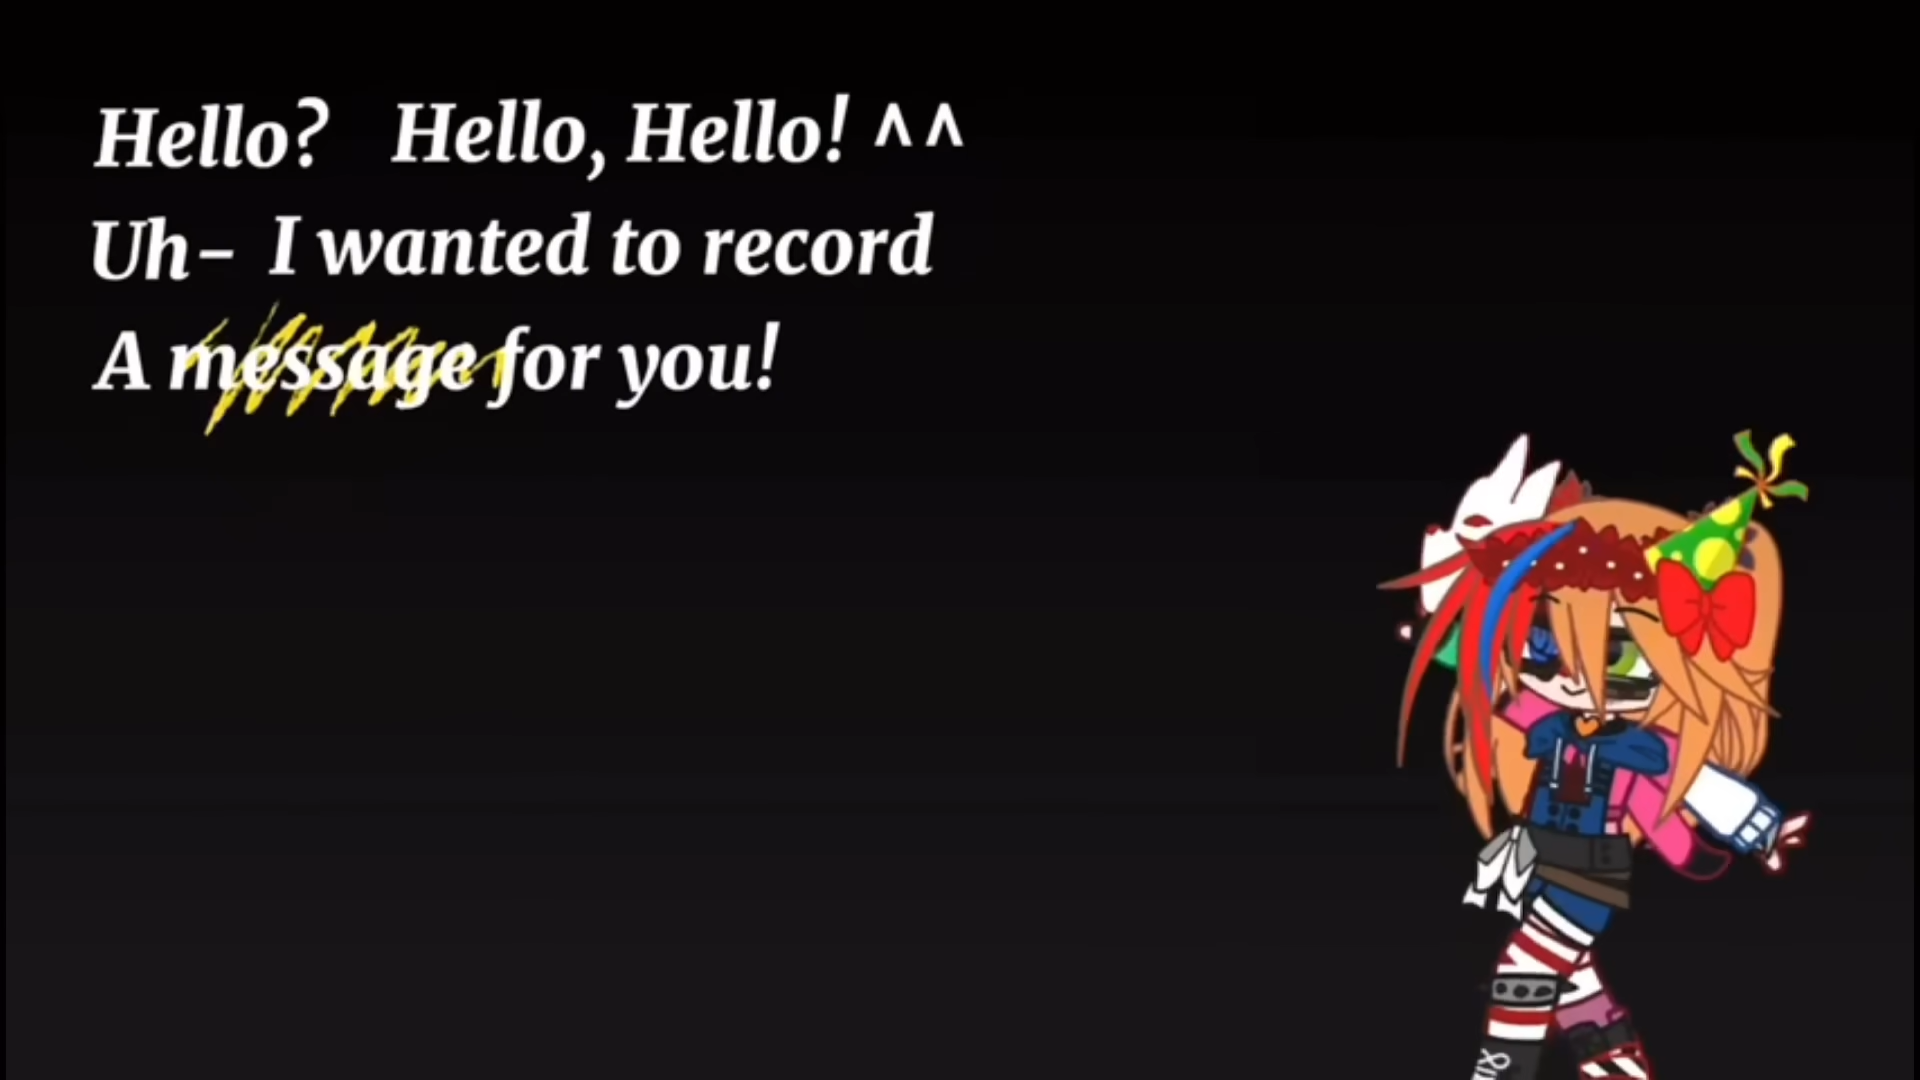 Hello? Hello, Hello! ^^
Uh- I wanted to record
A message for you!